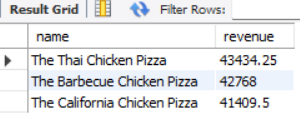 Result Grid Filter Rows:
name revenue
The Thai Chicken Pizza 43434.25
The Barbecue Chicken Pizza 42768
The California Chicken Pizza 41409.5